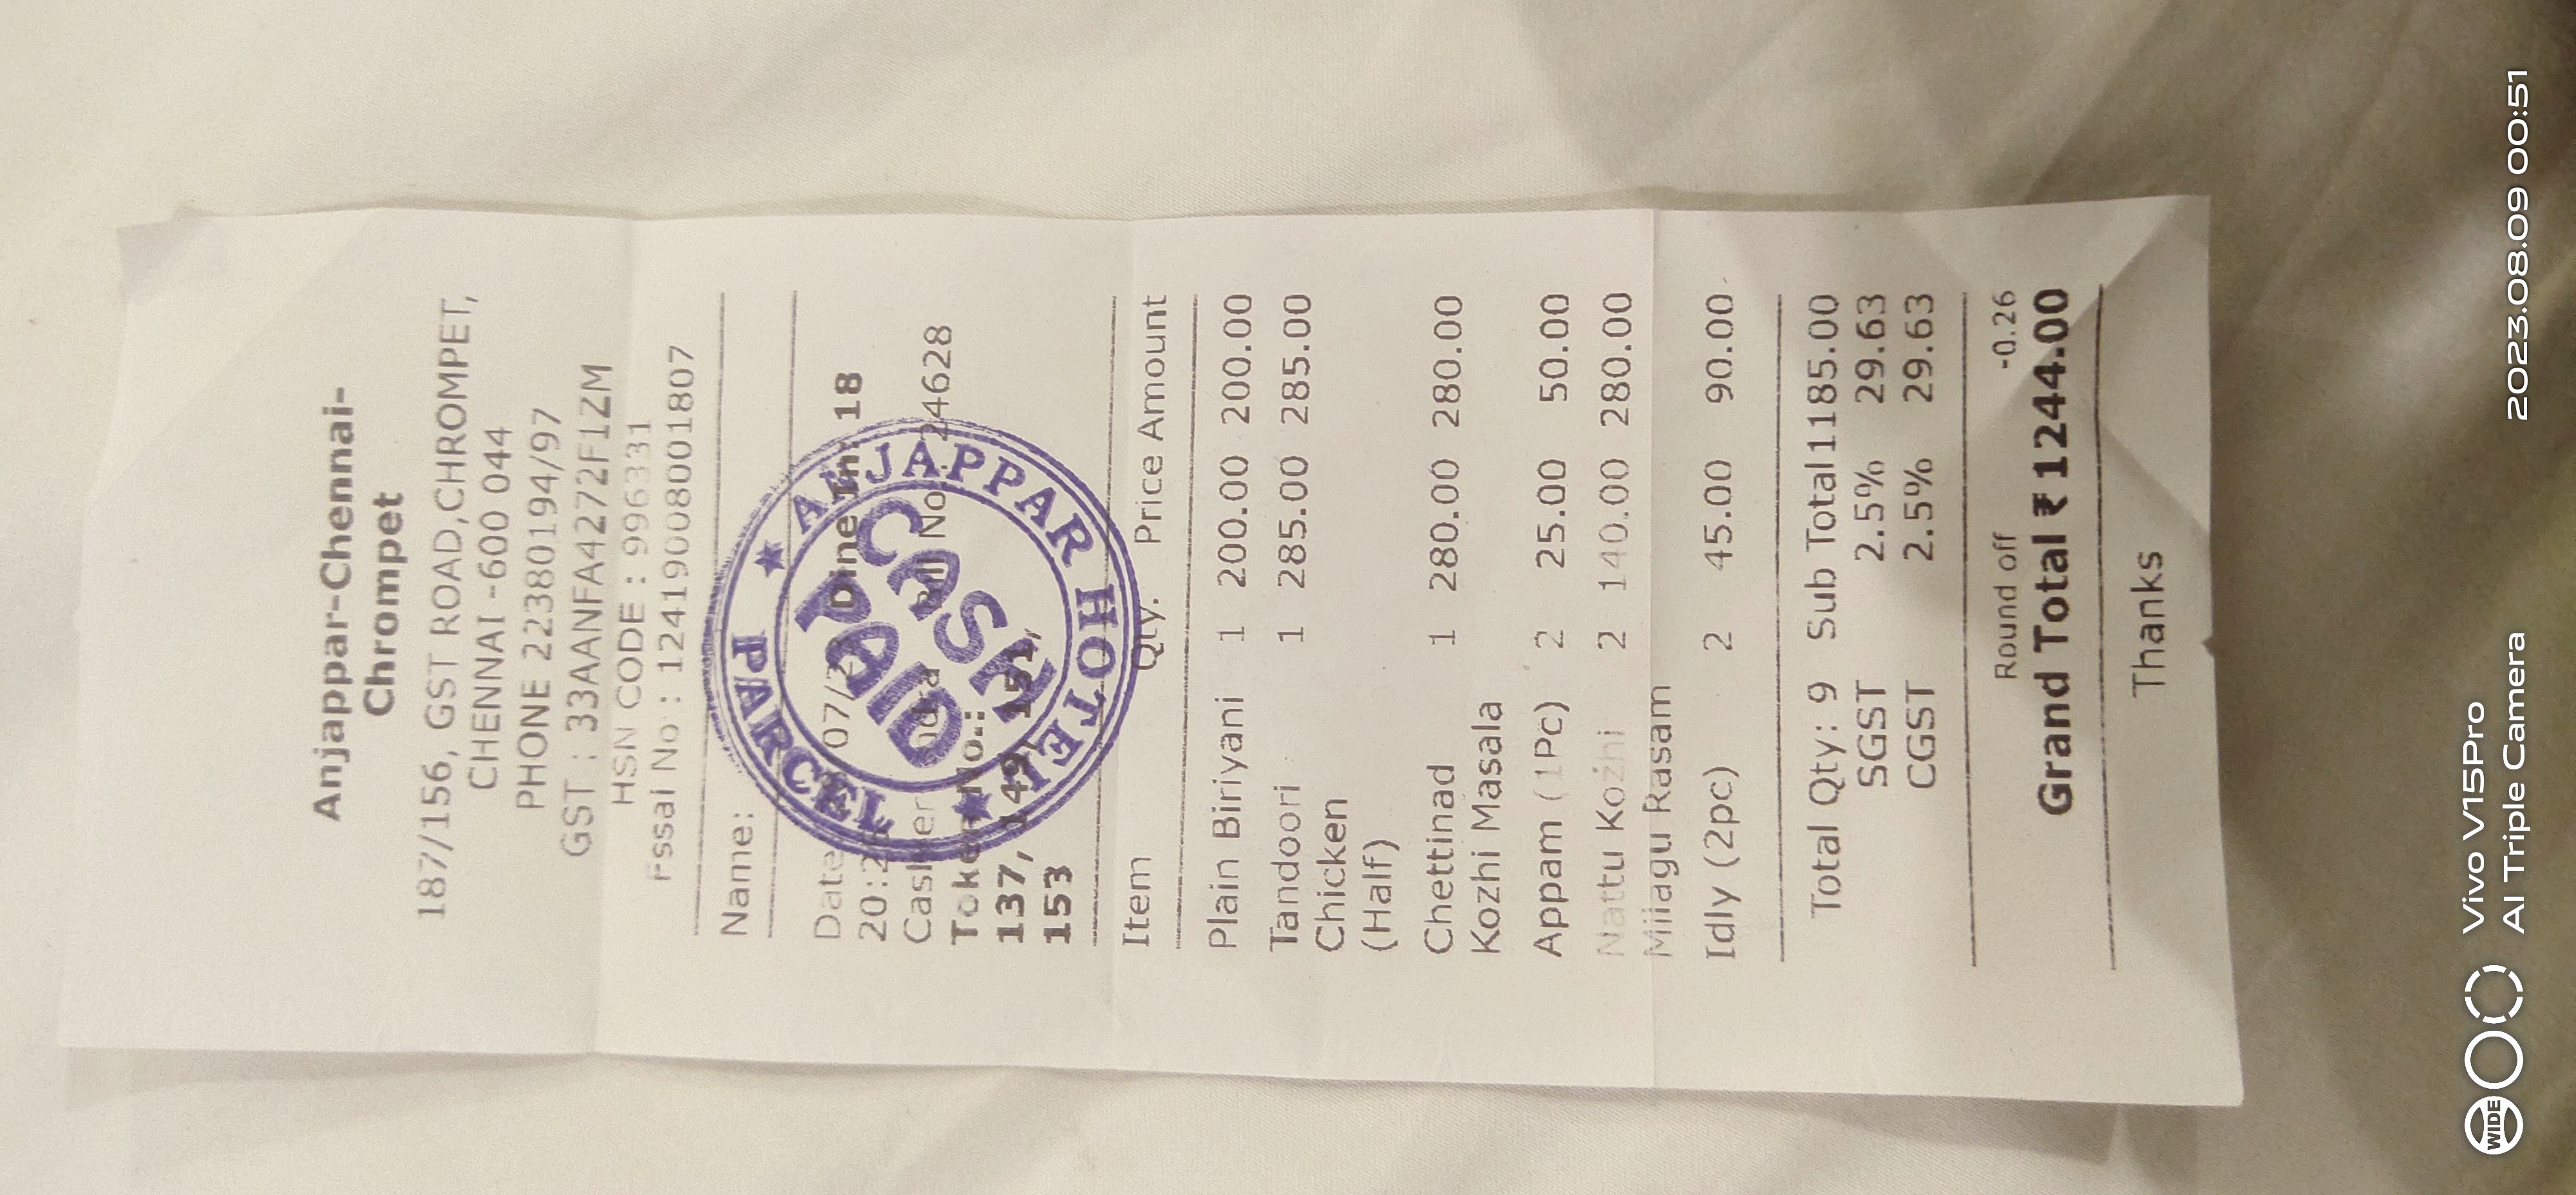 Anjappar-Chennai-
Chrompet
187/156, GST ROAD,CHROMPET,
CHENNAI -600 044
PHONE 22380194/97
GST : 33AANFA4272F1ZM
HSN CODE : 996331
Fssai No : 12419008001807
Name:
Date 07/ Dine In: 18
20:
Cashier Bill No.: 24628
Token No.:
137, 149, 151,
153
ANJAPPAR HOTEL
PARCEL
CASH
PAID
Item Qty. Price Amount
Plain Biriyani 1 200.00 200.00
Tandoori 1 285.00 285.00
Chicken
(Half)
Chettinad 1 280.00 280.00
Kozhi Masala
Appam (1Pc) 2 25.00 50.00
Nattu Kozhi 2 140.00 280.00
Milagu Rasam
Idly (2pc) 2 45.00 90.00
Total Qty: 9 Sub Total 1185.00
SGST 2.5% 29.63
CGST 2.5% 29.63
Round off -0.26
Grand Total ₹ 1244.00
Thanks
WIDE
Vivo V15Pro
AI Triple Camera
2023.08.09 00:51